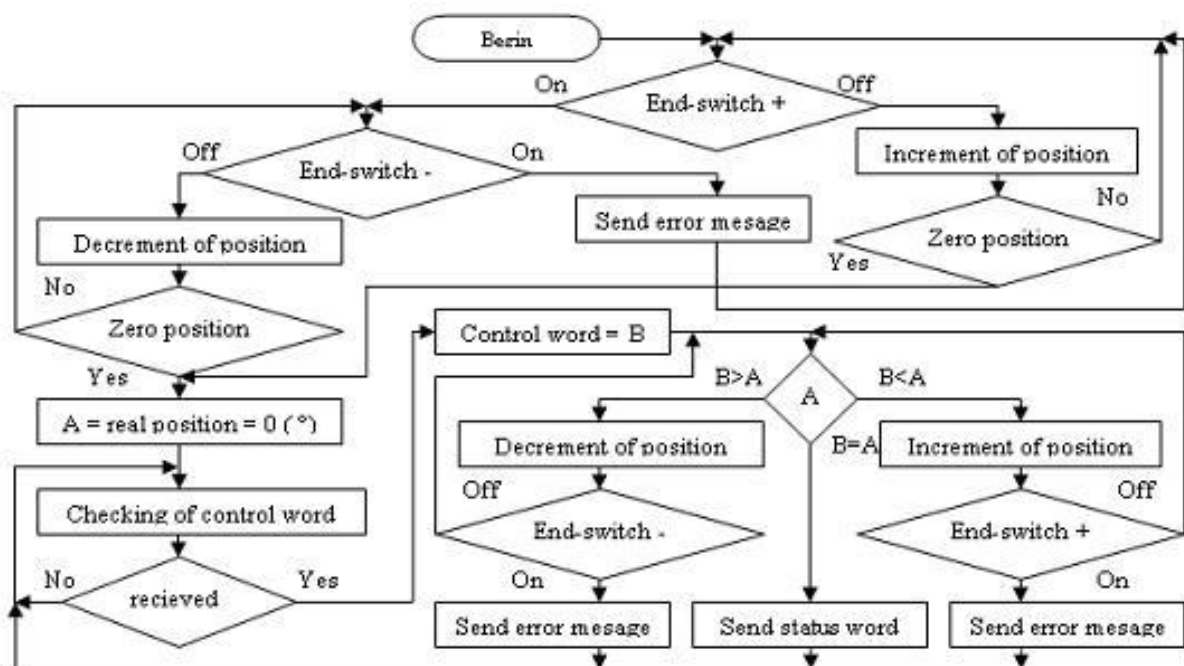 Begin
On
End-switch +
Off
Off
End-switch -
On
Increment of position
Decrement of position
Send error mesage
No
Zero position
Yes
No
Zero position
Yes
Control word = B
B>A
A
B<A
B=A
A = real position = 0 (°)
Decrement of position
Increment of position
Off
End-switch -
On
Off
End-switch +
On
Checking of control word
No
recieved
Yes
Send error mesage
Send status word
Send error mesage